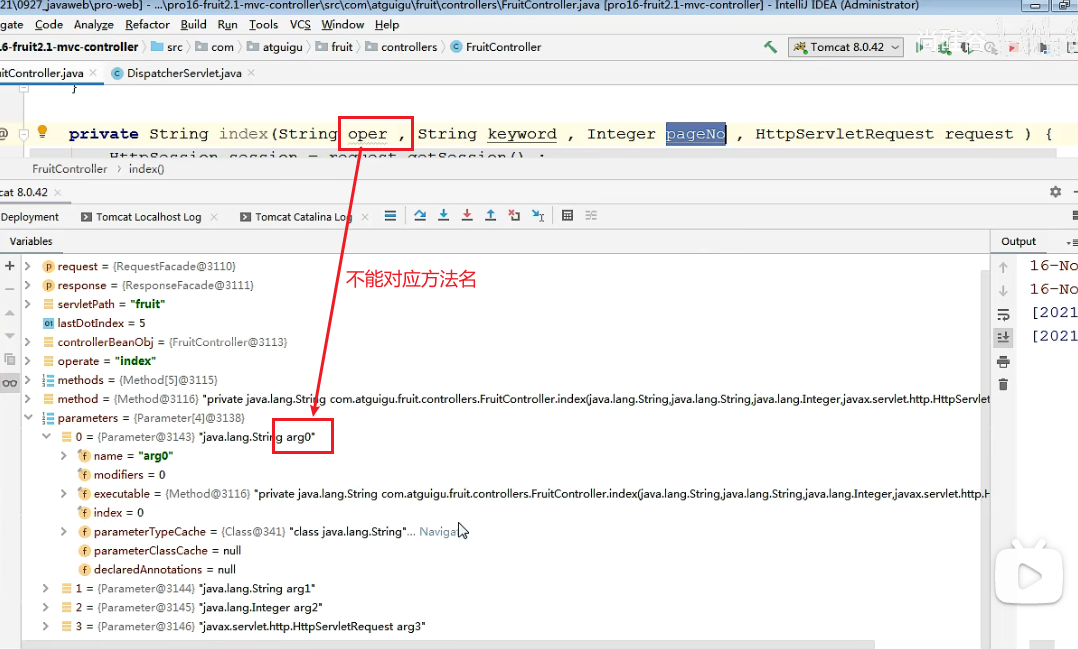 21\0927_javaweb\pro-web] - ...\pro16-fruit2.1-mvc-controller\src\com\atguigu\fruit\controllers\FruitController.java [pro16-fruit2.1-mvc-controller] - IntelliJ IDEA (Administrator)
gate Code Analyze Refactor Build Run Tools VCS Window Help
6-fruit2.1-mvc-controller src com atguigu fruit controllers FruitController Tomcat 8.0.42
尚硅谷
uitController.java × DispatcherServlet.java ×
}
@ private String index(String oper , String keyword , Integer pageNo , HttpServletRequest request ) {
HttpSession session = request.getSession() ;
FruitController › index()
cat 8.0.42 ×
Deployment Tomcat Localhost Log × Tomcat Catalina Log ×
Variables Output
request = {RequestFacade@3110}
response = {ResponseFacade@3111}
servletPath = "fruit"
lastDotIndex = 5
controllerBeanObj = {FruitController@3113}
operate = "index"
methods = {Method[5]@3115}
method = {Method@3116} "private java.lang.String com.atguigu.fruit.controllers.FruitController.index(java.lang.String,java.lang.String,java.lang.Integer,javax.servlet.http.HttpServlet
parameters = {Parameter[4]@3138}
0 = {Parameter@3143} "java.lang.String arg0"
name = "arg0"
modifiers = 0
executable = {Method@3116} "private java.lang.String com.atguigu.fruit.controllers.FruitController.index(java.lang.String,java.lang.String,java.lang.Integer,javax.servlet.http.H
index = 0
parameterTypeCache = {Class@341} "class java.lang.String"... Navigat
parameterClassCache = null
declaredAnnotations = null
1 = {Parameter@3144} "java.lang.String arg1"
2 = {Parameter@3145} "java.lang.Integer arg2"
3 = {Parameter@3146} "javax.servlet.http.HttpServletRequest arg3"
不能对应方法名
16-No
16-No
[2021
[2021